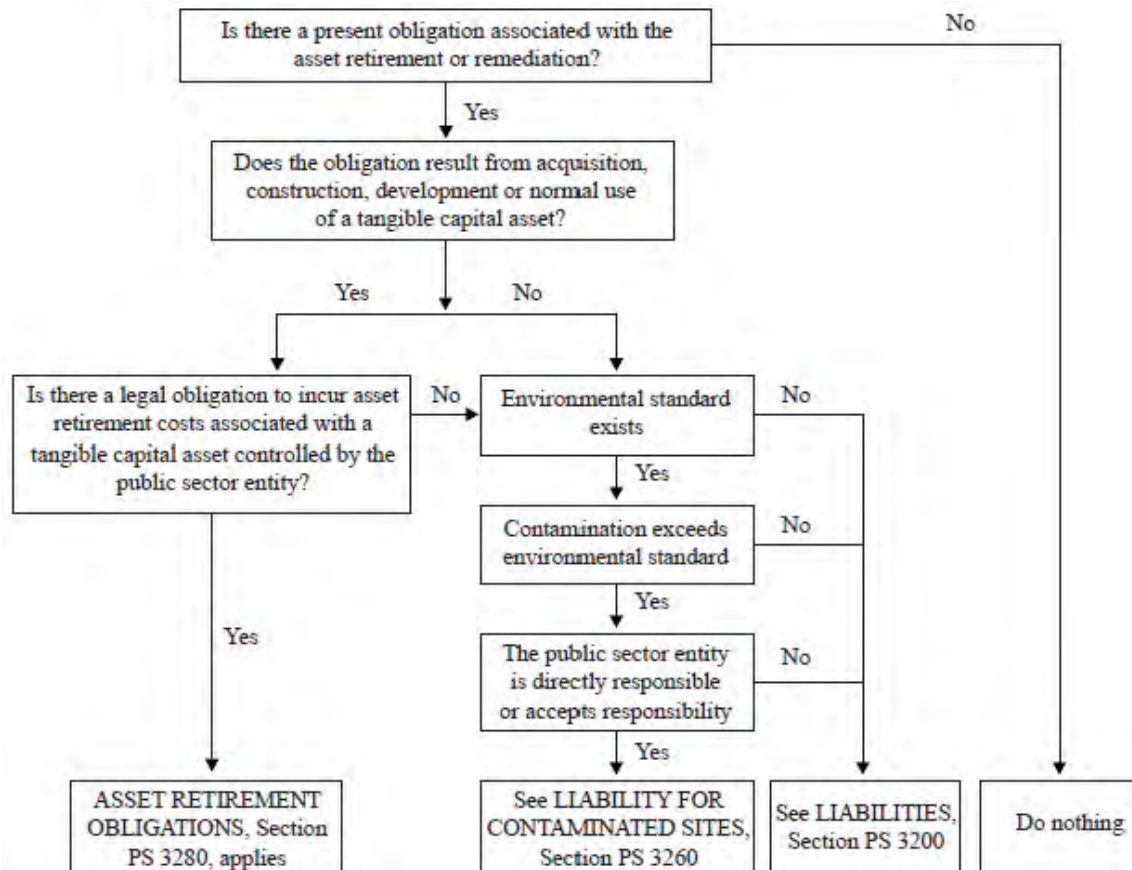 Is there a present obligation associated with the
asset retirement or remediation?
No
Yes
Does the obligation result from acquisition,
construction, development or normal use
of a tangible capital asset?
Yes
No
Is there a legal obligation to incur asset
retirement costs associated with a
tangible capital asset controlled by the
public sector entity?
No
Environmental standard
exists
No
Yes
Contamination exceeds
environmental standard
No
Yes
Yes
The public sector entity
is directly responsible
or accepts responsibility
No
Yes
ASSET RETIREMENT
OBLIGATIONS, Section
PS 3280, applies
See LIABILITY FOR
CONTAMINATED SITES,
Section PS 3260
See LIABILITIES,
Section PS 3200
Do nothing